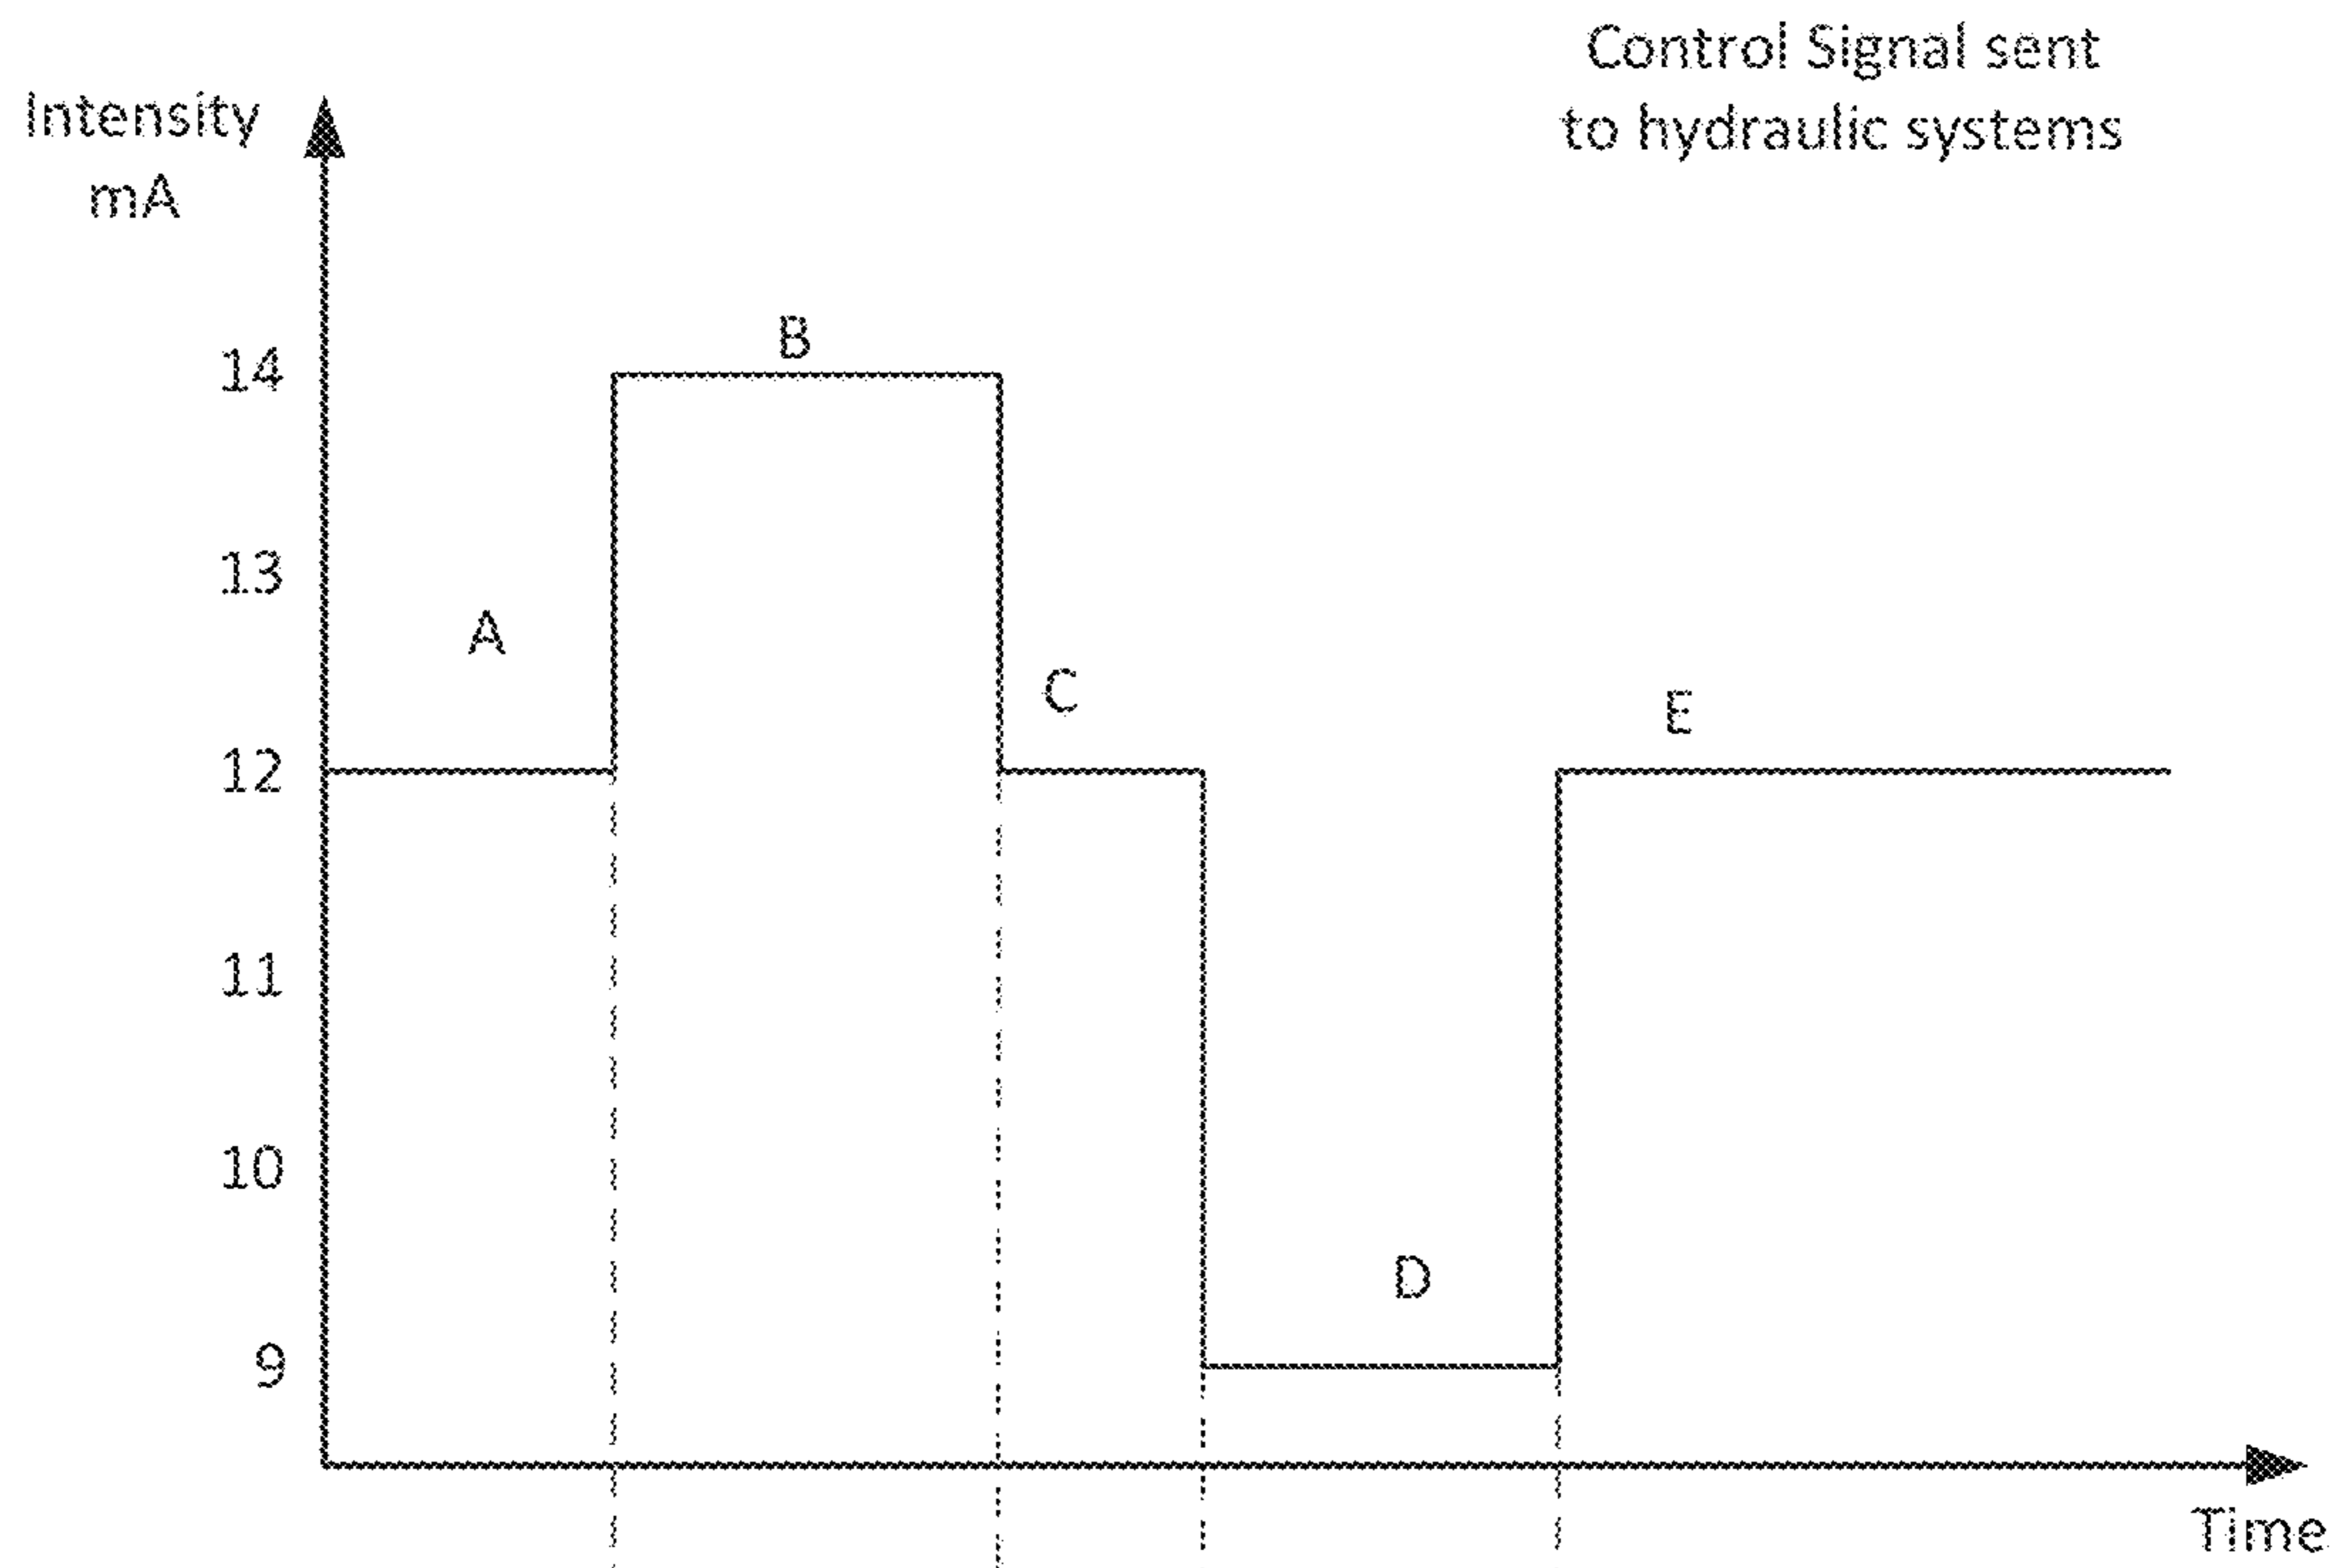 Control Signal sent
to hydraulic systems
Intensity
mA
14
13
12
11
10
9
A
B
C
D
E
Time